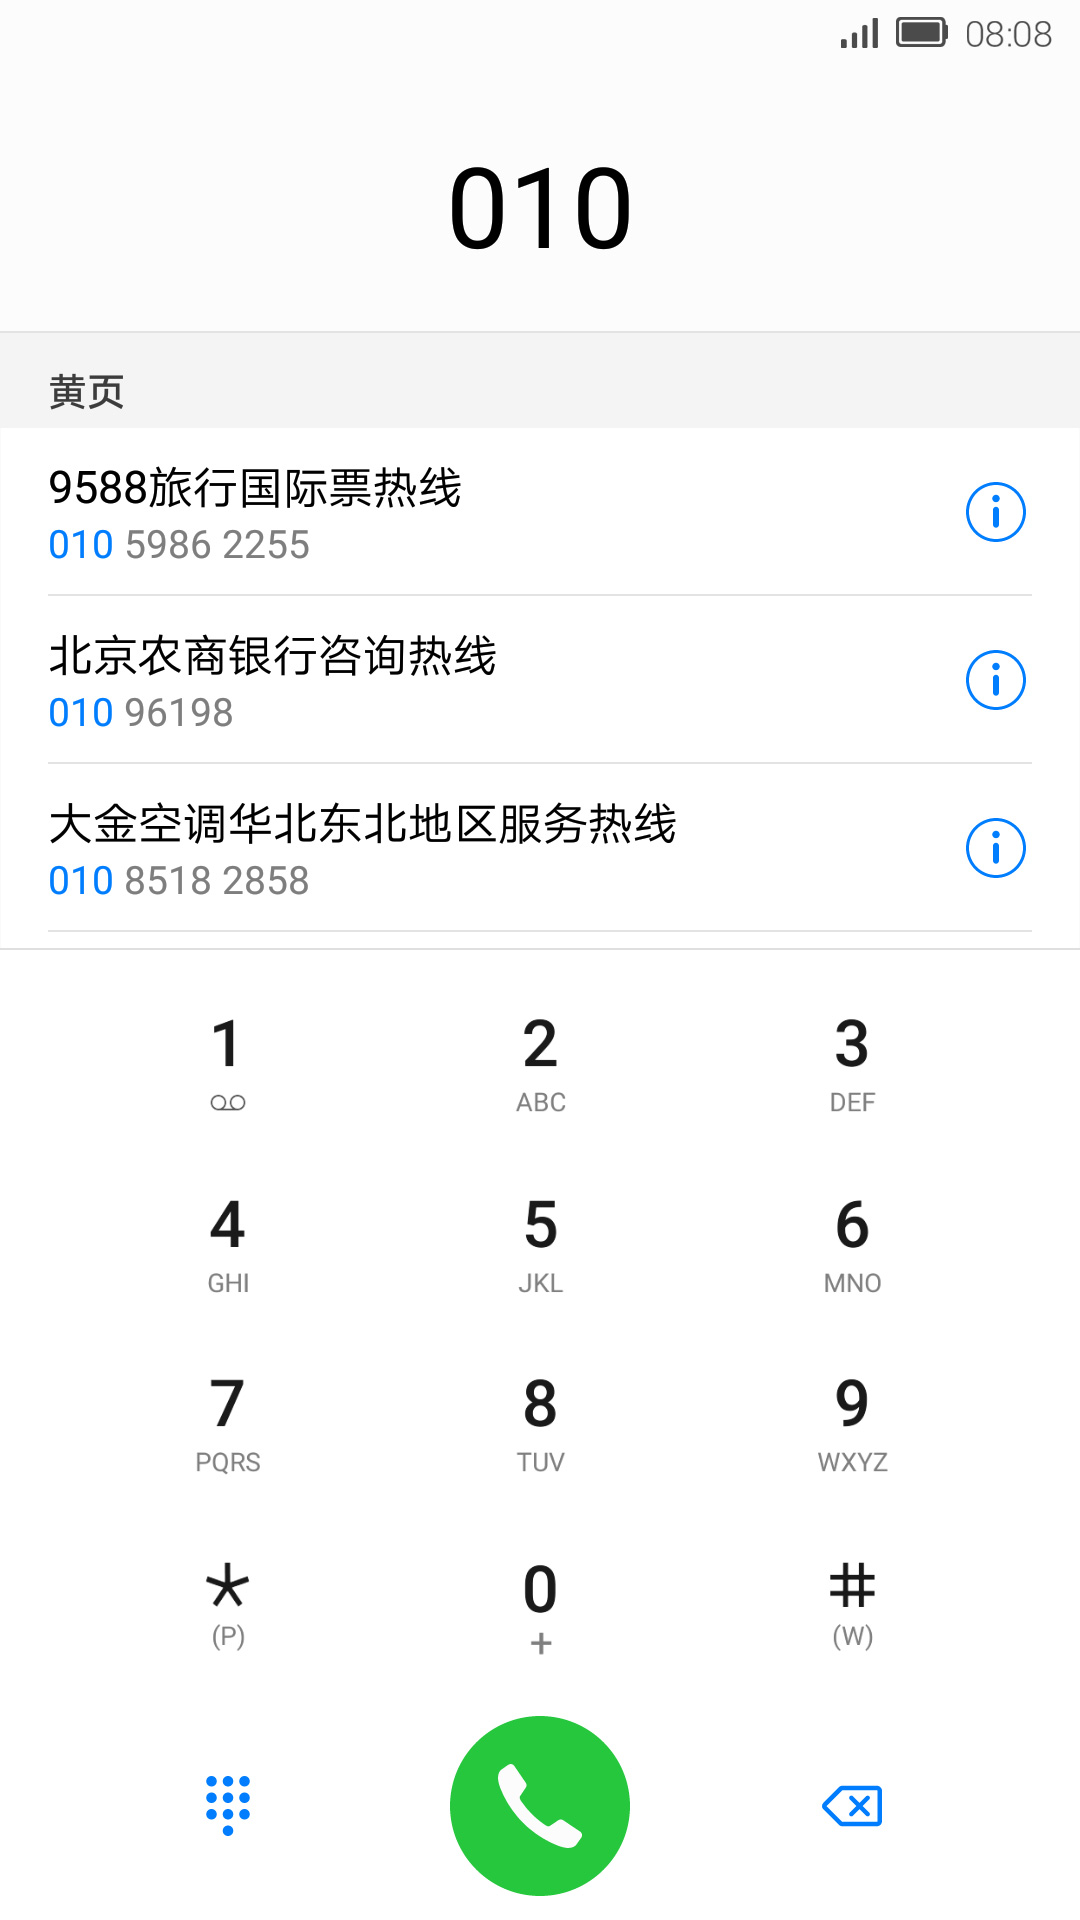 08:08
010
黄页
9588旅行国际票热线
010 5986 2255
北京农商银行咨询热线
010 96198
大金空调华北东北地区服务热线
010 8518 2858
1 2 3
ABC DEF
4 5 6
GHI JKL MNO
7 8 9
PQRS TUV WXYZ
* 0 #
(P) + (W)